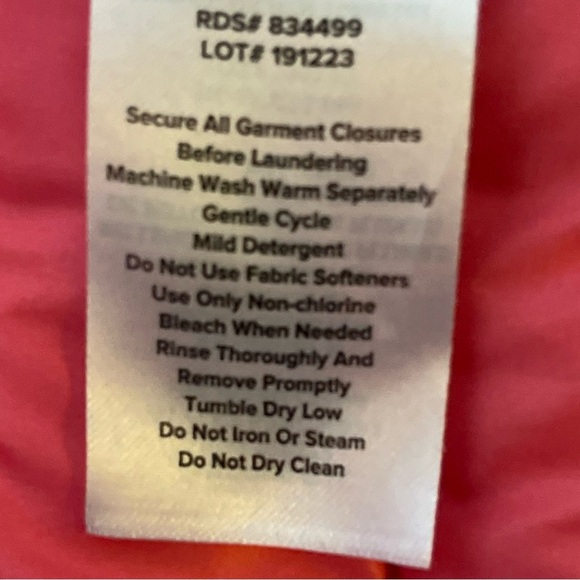 RDS# 834499
LOT# 191223
Secure All Garment Closures
Before Laundering
Machine Wash Warm Separately
Gentle Cycle
Mild Detergent
Do Not Use Fabric Softeners
Use Only Non-chlorine
Bleach When Needed
Rinse Thoroughly And
Remove Promptly
Tumble Dry Low
Do Not Iron Or Steam
Do Not Dry Clean